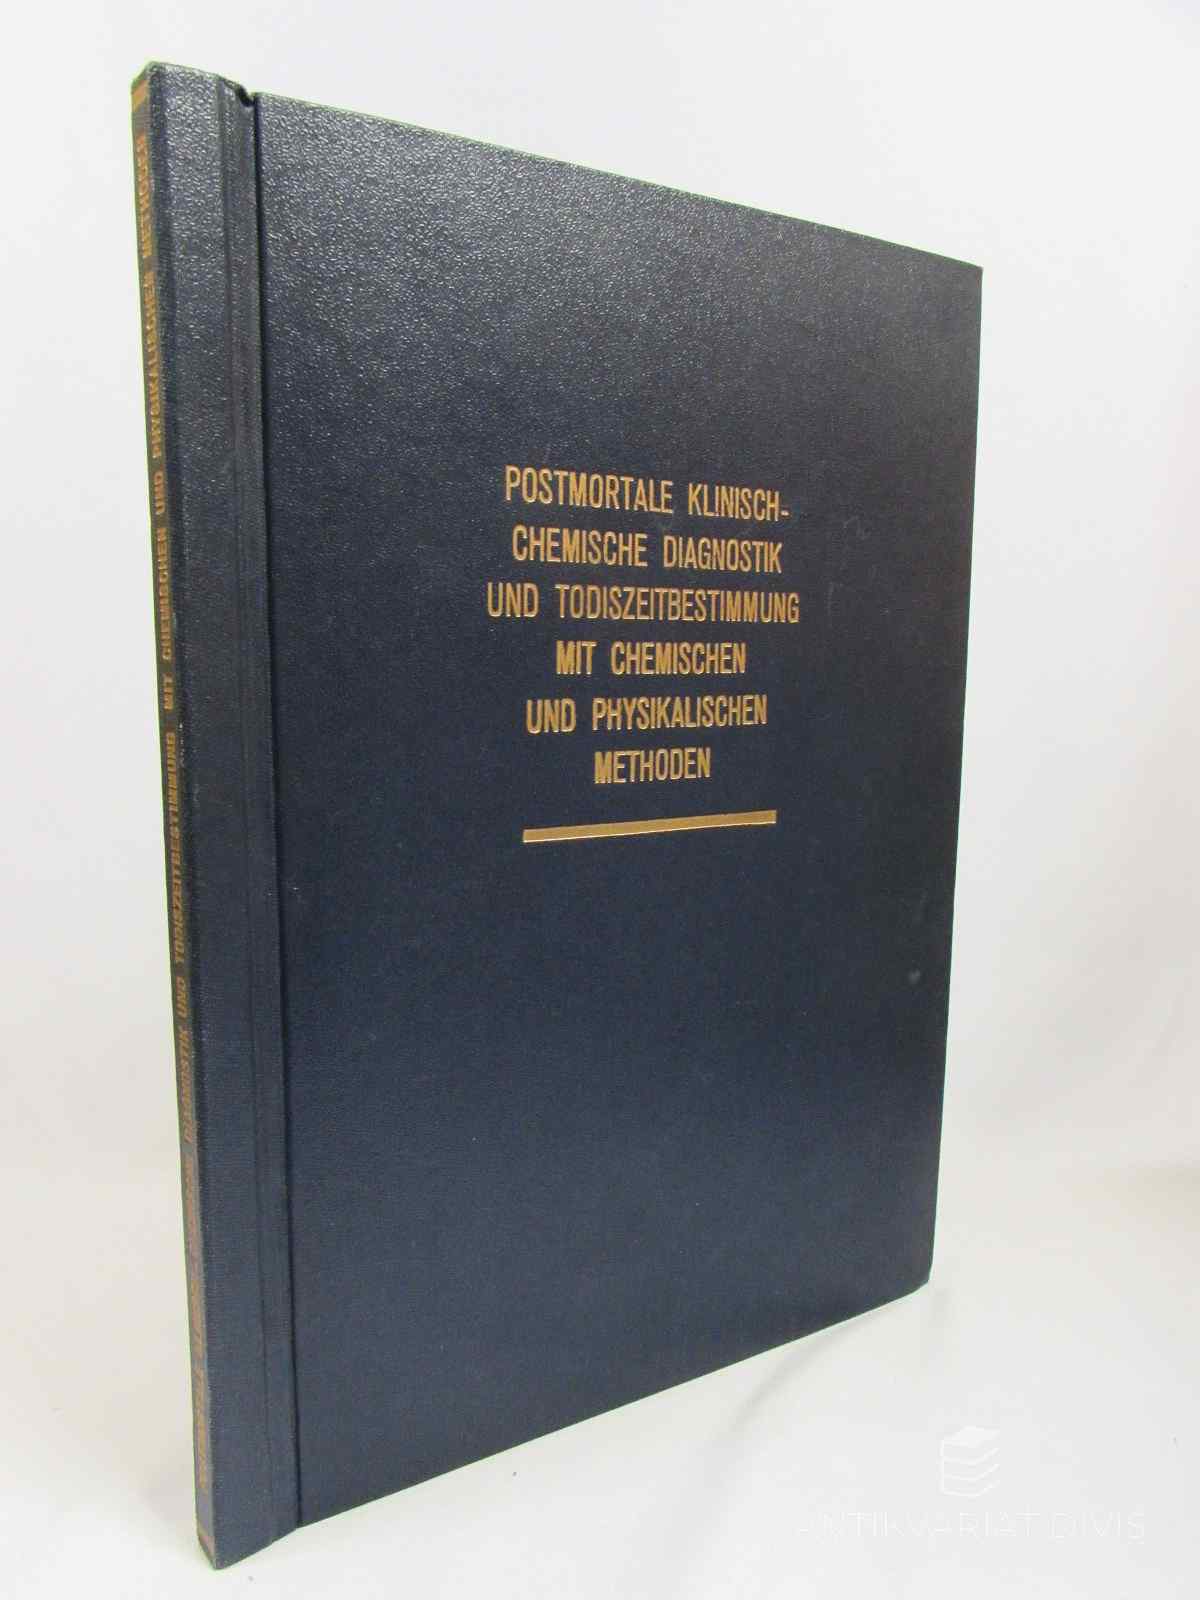 POSTMORTALE KLINISCH-
CHEMISCHE DIAGNOSTIK
UND TODISZEITBESTIMMUNG
MIT CHEMISCHEN
UND PHYSIKALISCHEN
METHODEN
DIAGNOSTIK UND TODISZEITBESTIMMUNG MIT CHEMISCHEN UND PHYSIKALISCHEN METHODEN
ANTIKVARIAT DIVIS